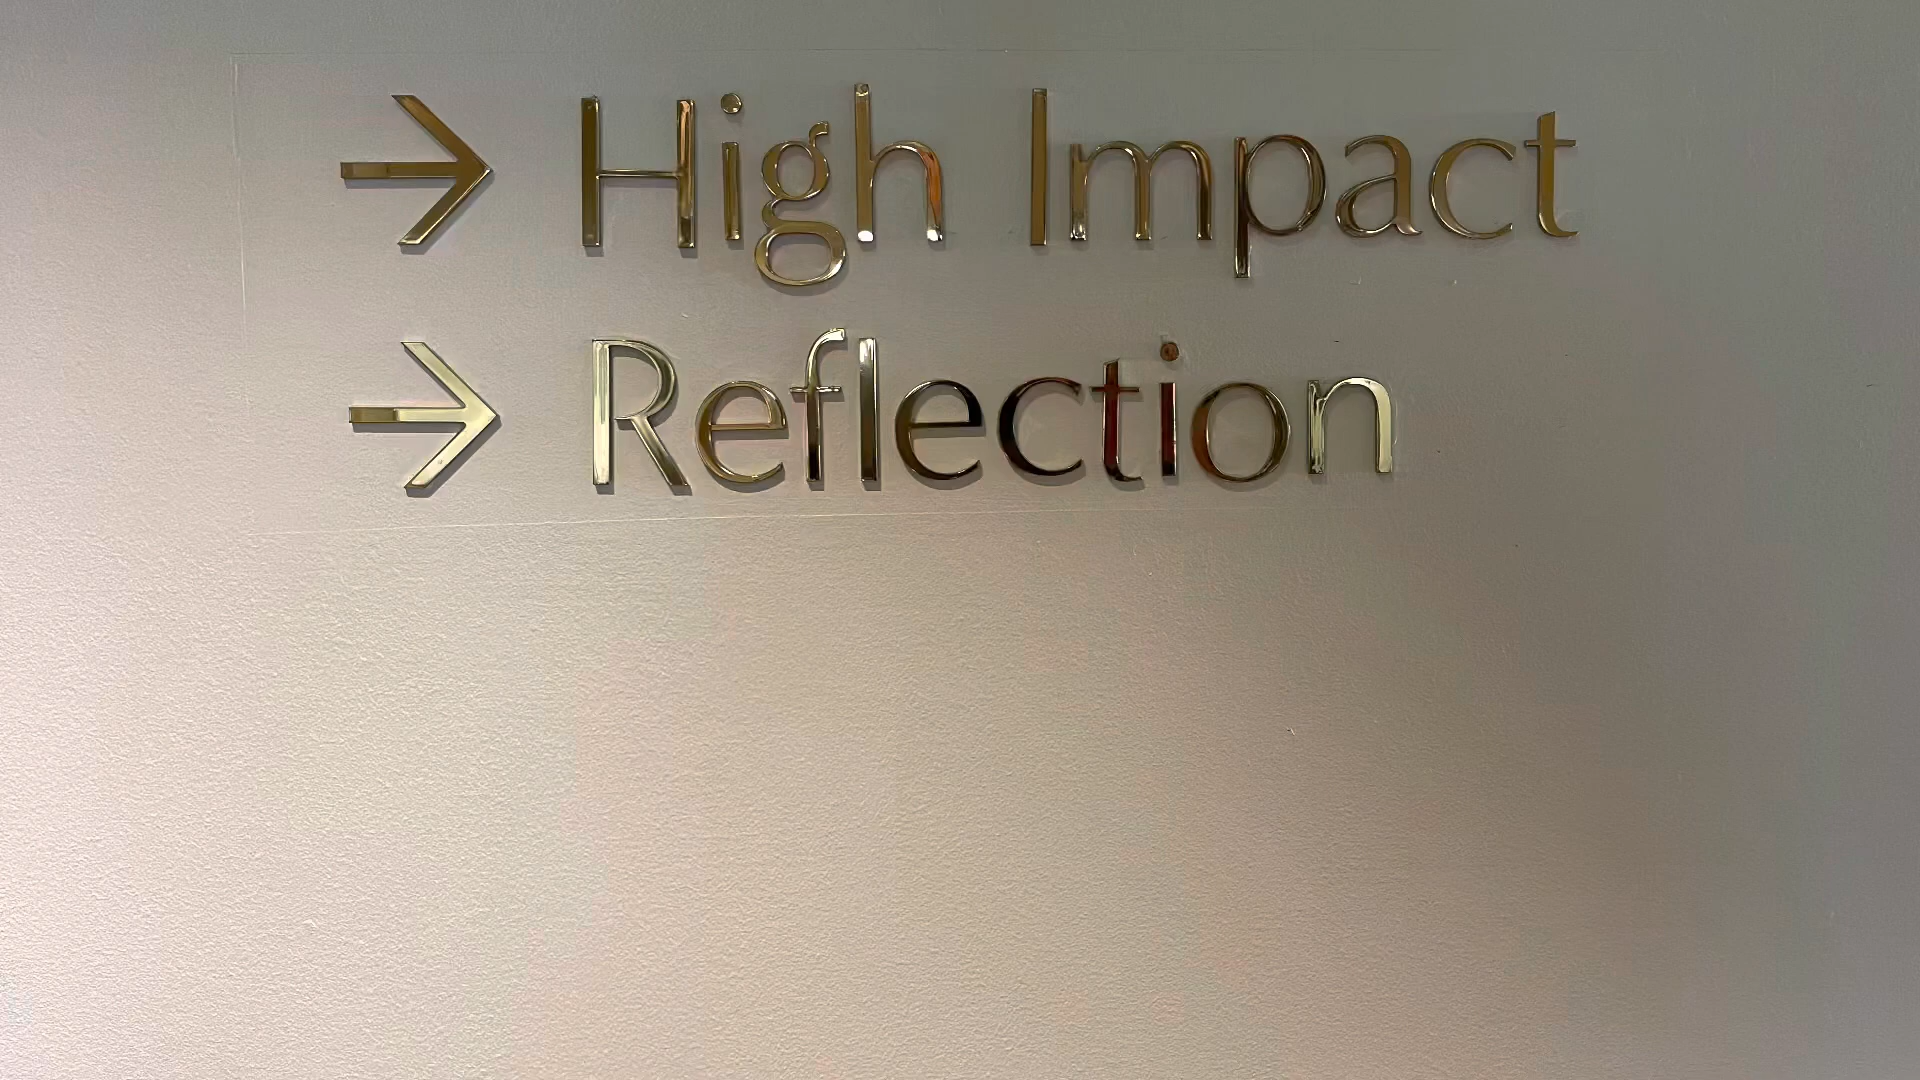 → High Impact
→ Reflection